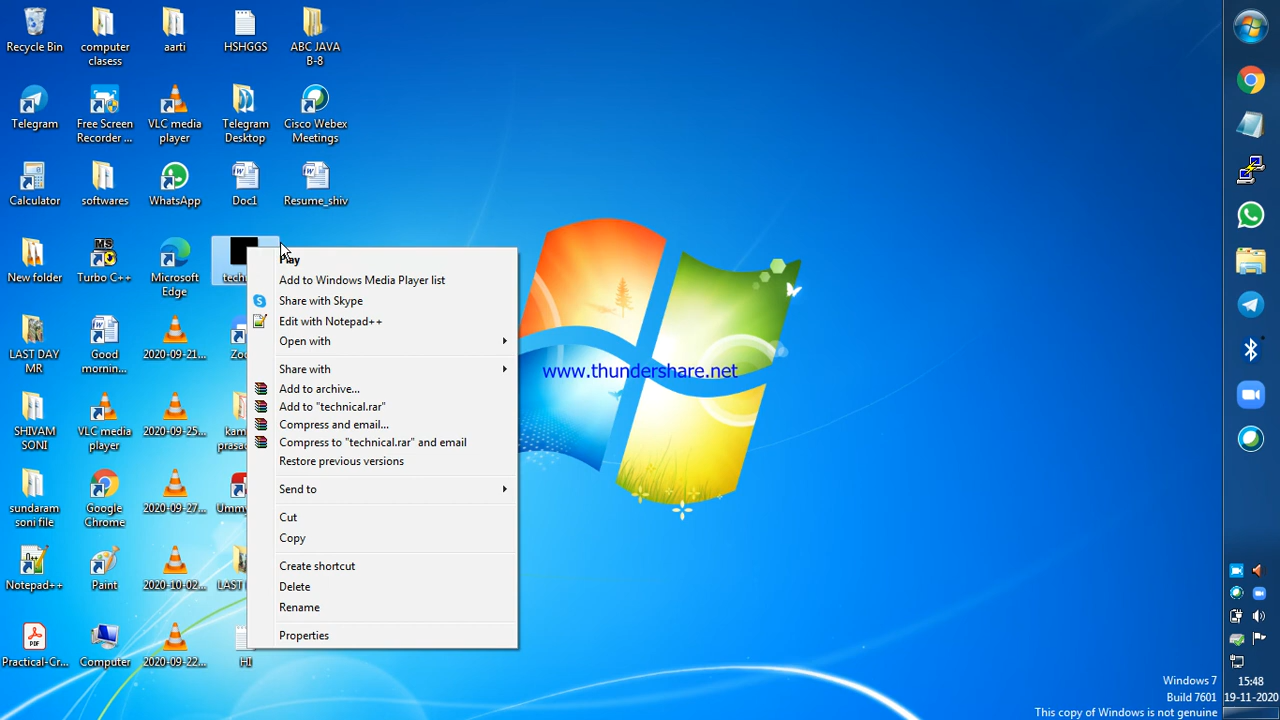 Recycle Bin
computer
clasess
aarti
HSHGGS
ABC JAVA
B-8
Telegram
Free Screen
Recorder ...
VLC media
player
Telegram
Desktop
Cisco Webex
Meetings
Calculator
softwares
WhatsApp
Doc1
Resume_shiv
New folder
MS
Turbo C++
Microsoft
Edge
LAST DAY
MR
Good
mornin...
2020-09-21...
SHIVAM
SONI
VLC media
player
2020-09-25...
sundaram
soni file
Google
Chrome
2020-09-27...
Notepad++
Paint
2020-10-02...
Practical-Cr...
Computer
2020-09-22...
HI
Play
Add to Windows Media Player list
Share with Skype
Edit with Notepad++
Open with
Share with
Add to archive...
Add to "technical.rar"
Compress and email...
Compress to "technical.rar" and email
Restore previous versions
Send to
Cut
Copy
Create shortcut
Delete
Rename
Properties
www.thundershare.net
15:48
19-11-2020
Windows 7
Build 7601
This copy of Windows is not genuine